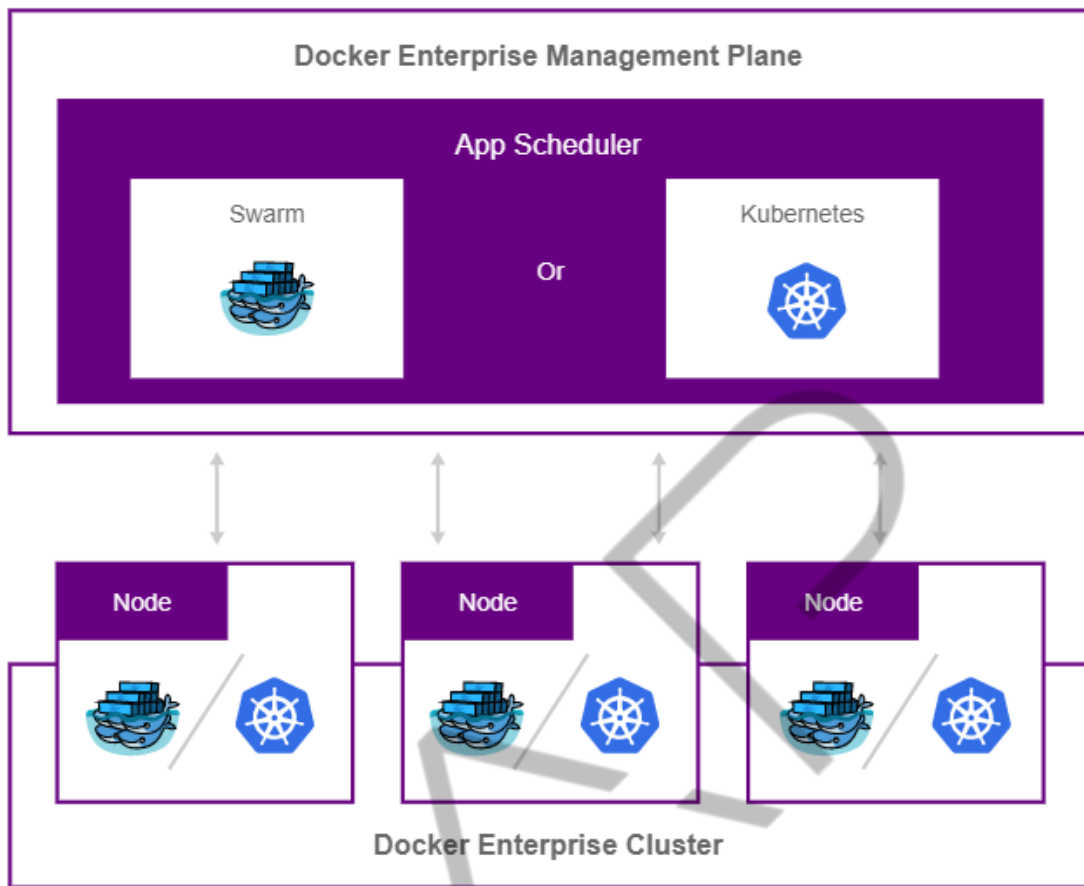 Docker Enterprise Management Plane
App Scheduler
Swarm
Kubernetes
Or
Node
Node
Node
Docker Enterprise Cluster